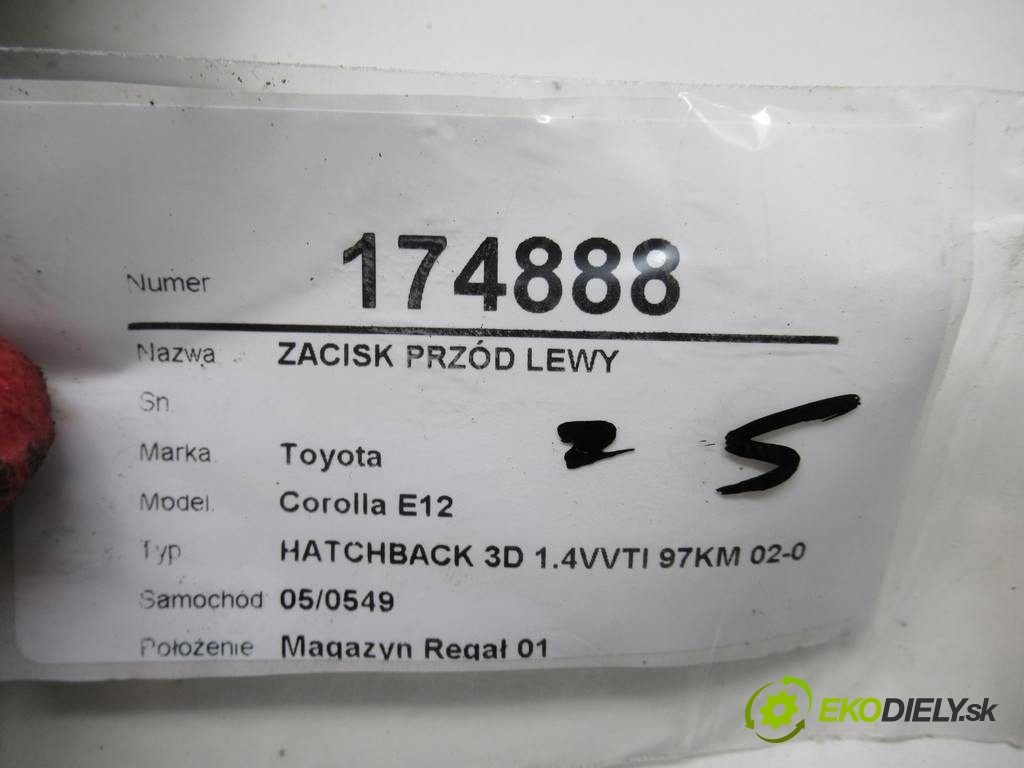 Numer 174888
Nazwa ZACISK PRZÓD LEWY
Sn.
Marka Toyota
Model. Corolla E12
Typ HATCHBACK 3D 1.4VVTI 97KM 02-0
Samochód 05/0549
Położenie Magazyn Regał 01
EKODIELY.sk